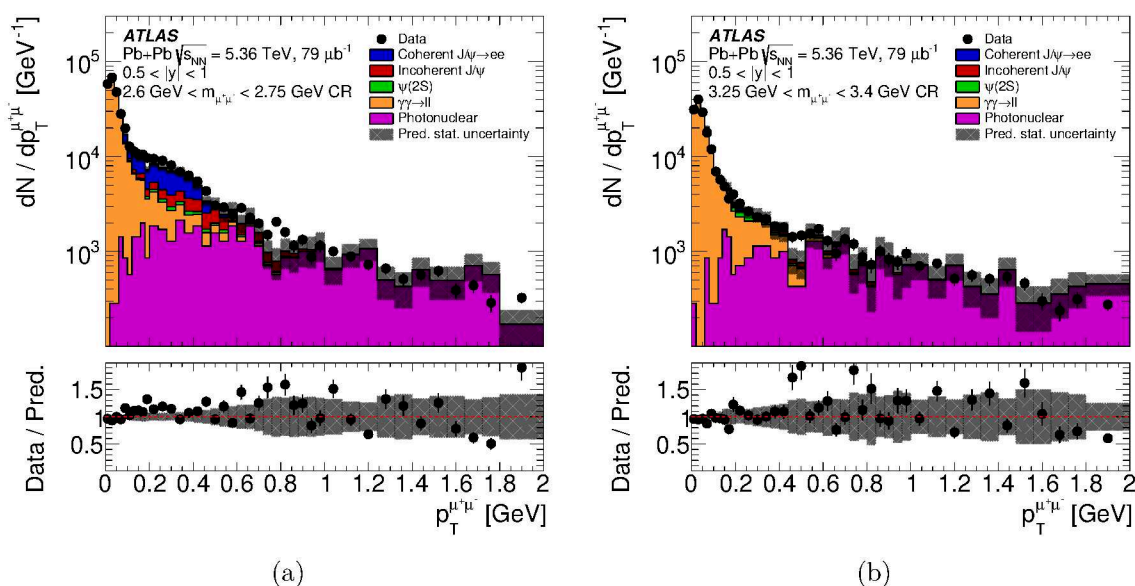 ATLAS
Pb+Pb √sNN = 5.36 TeV, 79 μb⁻¹
0.5 < |y| < 1
2.6 GeV < mμ⁺μ⁻ < 2.75 GeV CR
Data
Coherent J/ψ→ee
Incoherent J/ψ
ψ(2S)
γγ→ll
Photonuclear
Pred. stat. uncertainty
dN / dpTμ⁺μ⁻ [GeV⁻¹]
10⁵
10⁴
10³
Data / Pred.
1.5
1
0.5
0 0.2 0.4 0.6 0.8 1 1.2 1.4 1.6 1.8 2
pTμ⁺μ⁻ [GeV]
(a)
ATLAS
Pb+Pb √sNN = 5.36 TeV, 79 μb⁻¹
0.5 < |y| < 1
3.25 GeV < mμ⁺μ⁻ < 3.4 GeV CR
Data
Coherent J/ψ→ee
Incoherent J/ψ
ψ(2S)
γγ→ll
Photonuclear
Pred. stat. uncertainty
dN / dpTμ⁺μ⁻ [GeV⁻¹]
10⁵
10⁴
10³
Data / Pred.
1.5
1
0.5
0 0.2 0.4 0.6 0.8 1 1.2 1.4 1.6 1.8 2
pTμ⁺μ⁻ [GeV]
(b)